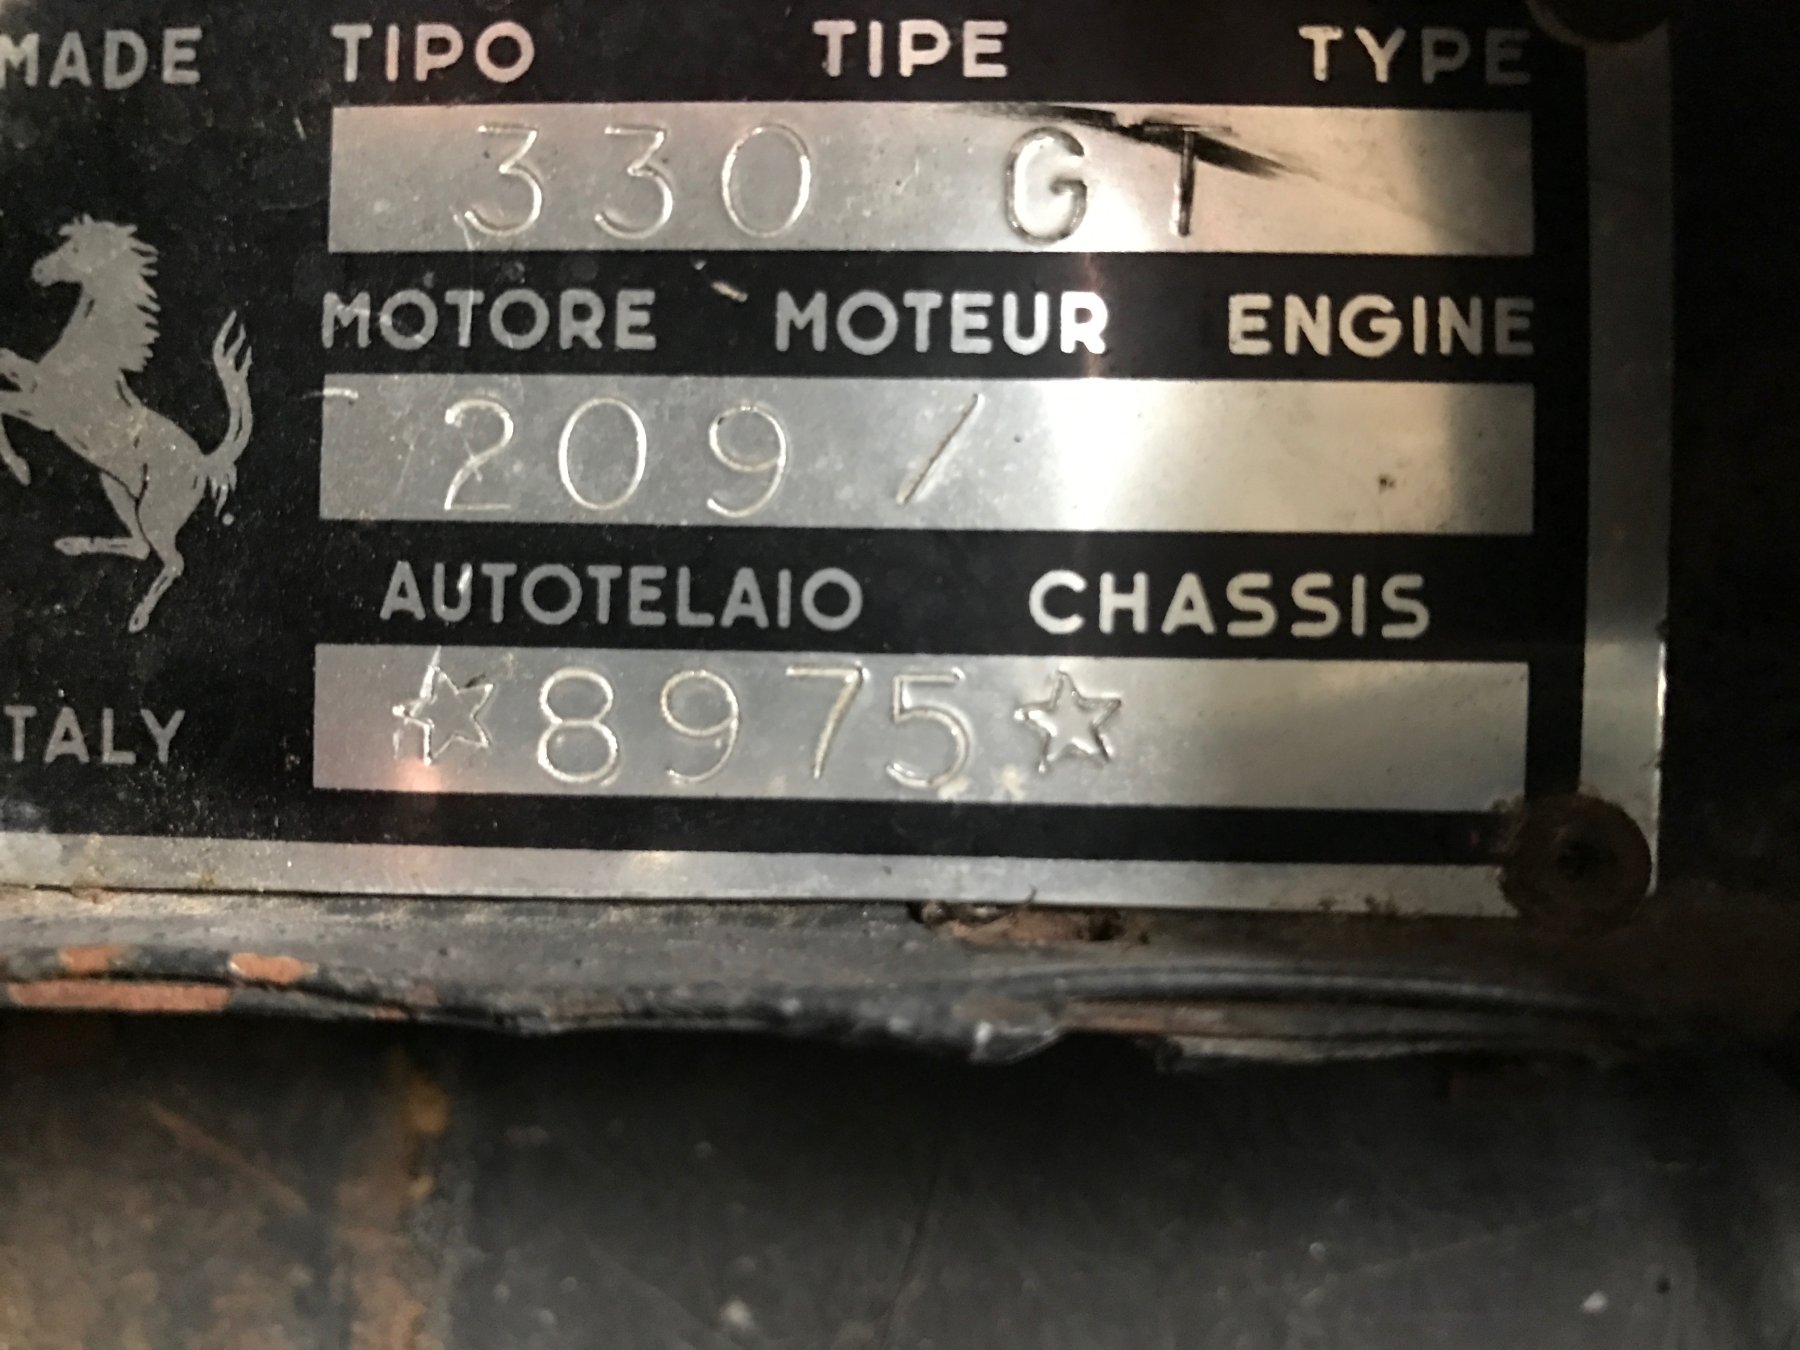 MADE TIPO TIPE TYPE
330 GT
MOTORE MOTEUR ENGINE
209 /
AUTOTELAIO CHASSIS
☆8975☆
TALY